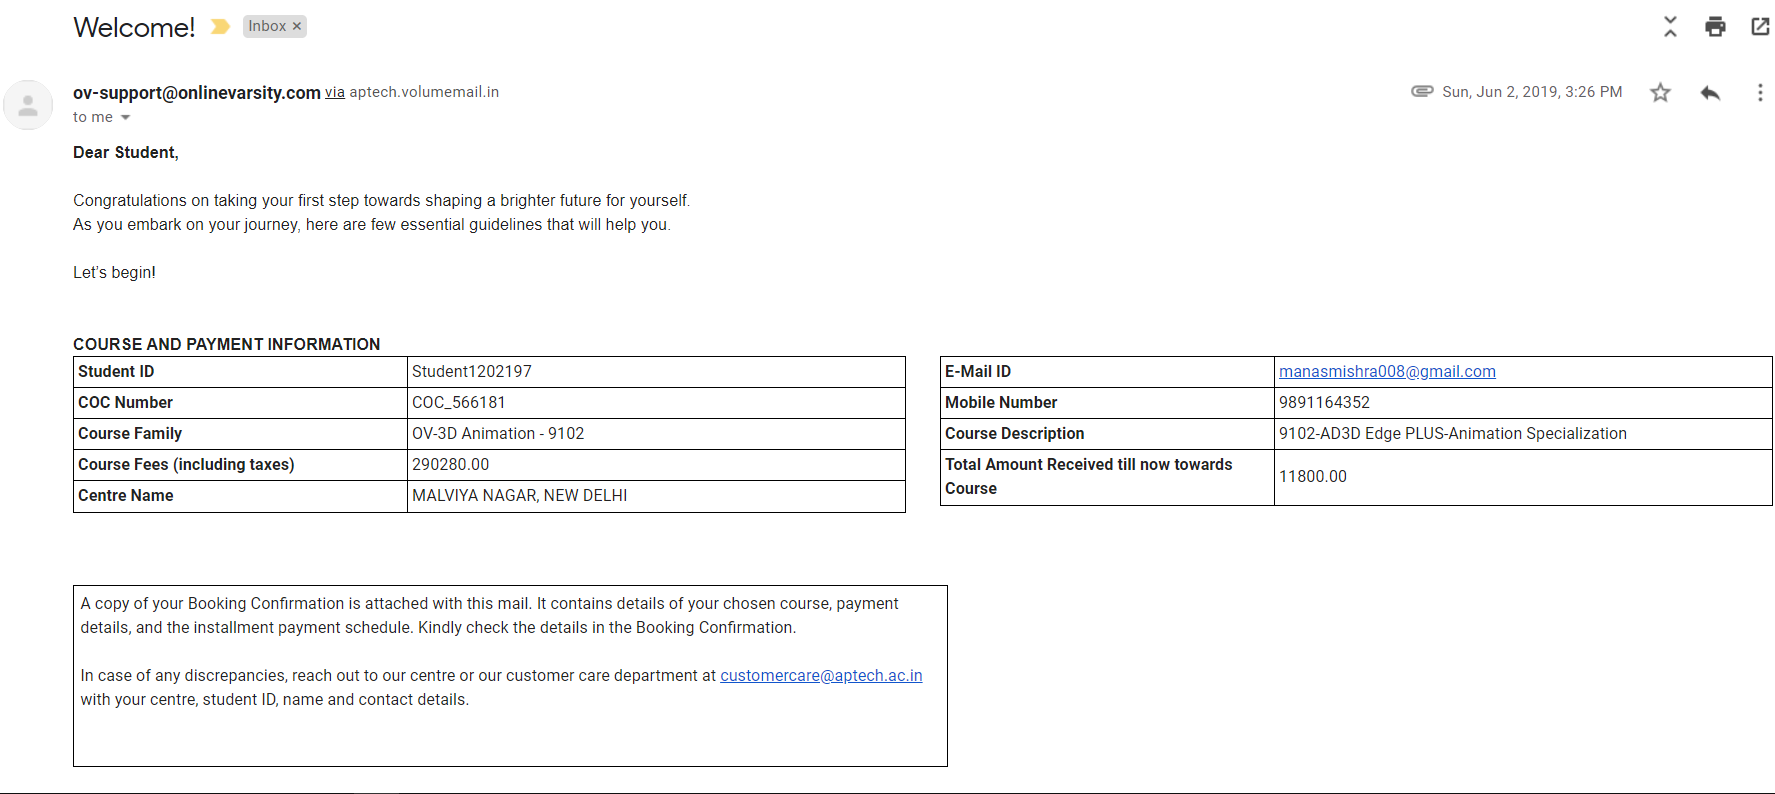 Welcome!
Inbox ×
ov-support@onlinevarsity.com via aptech.volumemail.in
Sun, Jun 2, 2019, 3:26 PM
to me
Dear Student,
Congratulations on taking your first step towards shaping a brighter future for yourself.
As you embark on your journey, here are few essential guidelines that will help you.
Let's begin!
COURSE AND PAYMENT INFORMATION
Student ID Student1202197
COC Number COC_566181
Course Family OV-3D Animation - 9102
Course Fees (including taxes) 290280.00
Centre Name MALVIYA NAGAR, NEW DELHI
E-Mail ID manasmishra008@gmail.com
Mobile Number 9891164352
Course Description 9102-AD3D Edge PLUS-Animation Specialization
Total Amount Received till now towards
Course 11800.00
A copy of your Booking Confirmation is attached with this mail. It contains details of your chosen course, payment
details, and the installment payment schedule. Kindly check the details in the Booking Confirmation.
In case of any discrepancies, reach out to our centre or our customer care department at customercare@aptech.ac.in
with your centre, student ID, name and contact details.